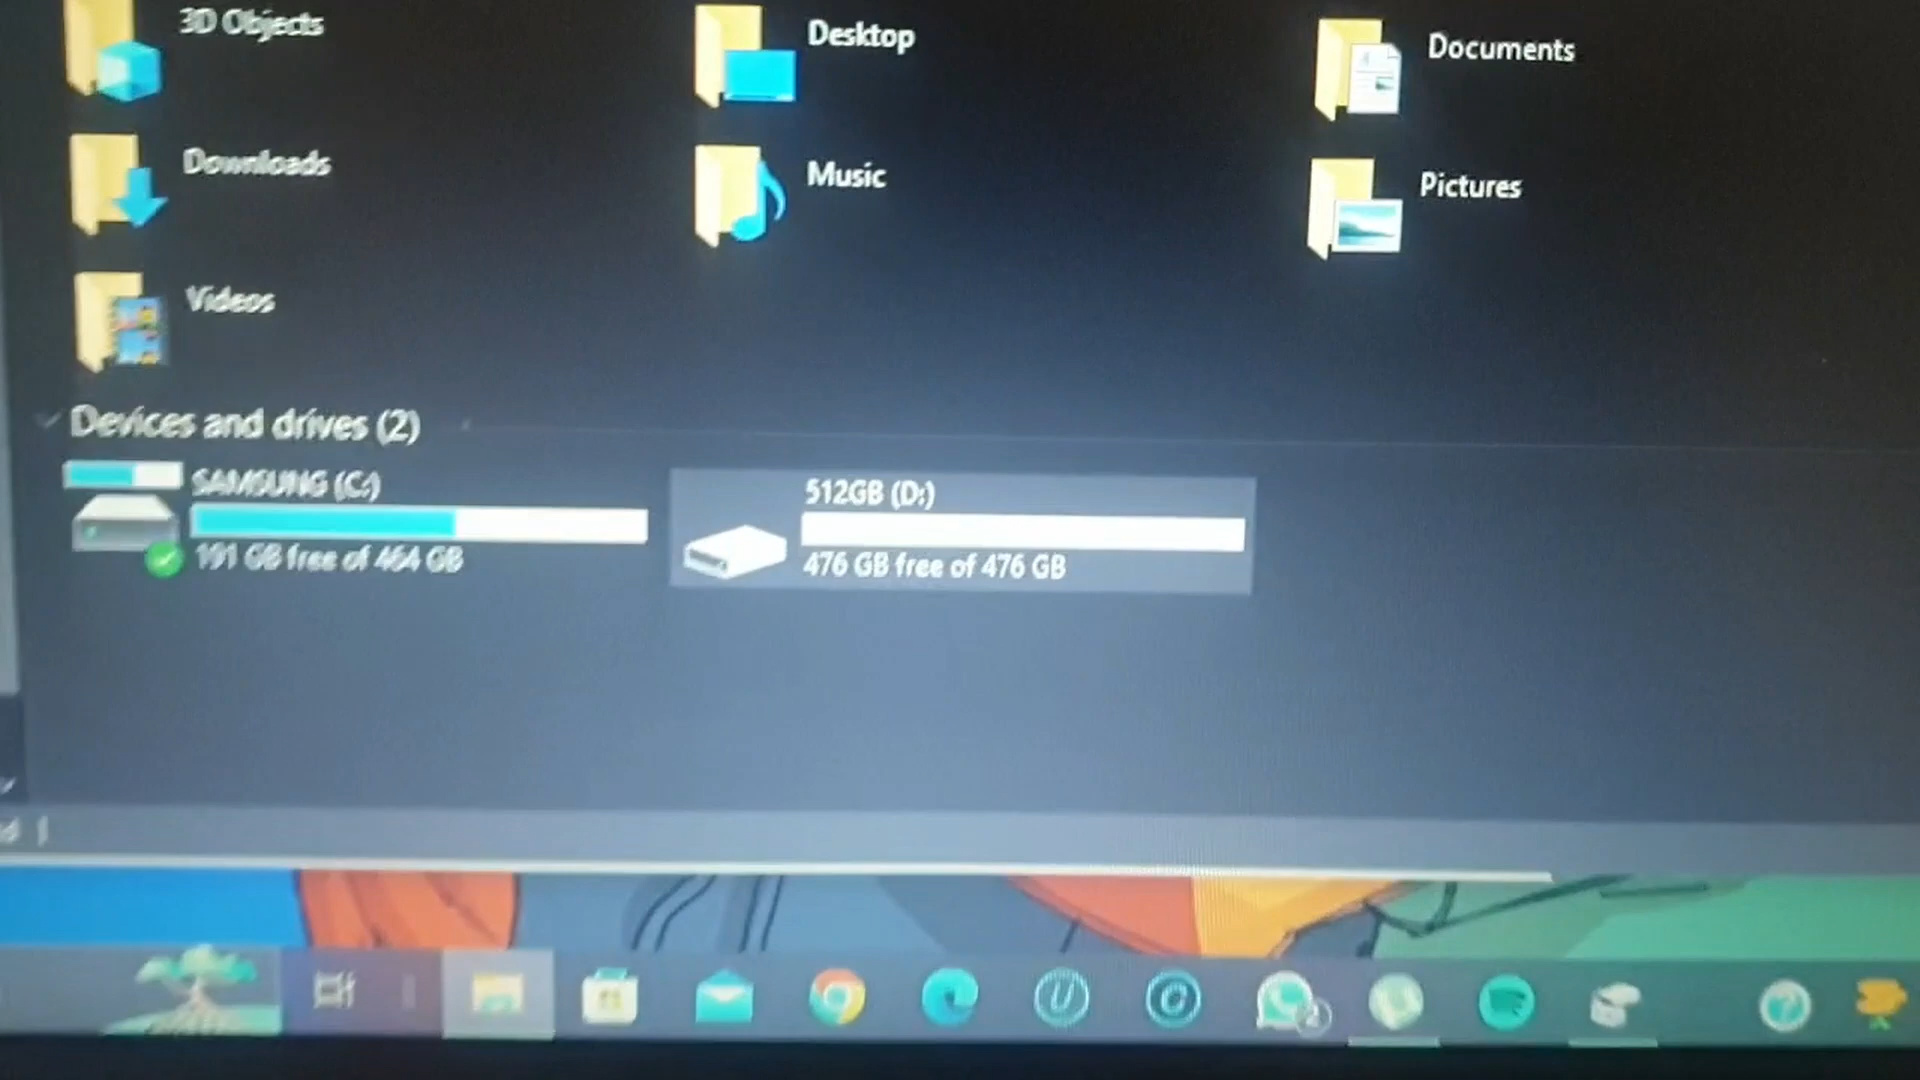 3D Objects
Desktop
Documents
Downloads
Music
Pictures
Videos
Devices and drives (2)
SAMSUNG (C:)
191 GB free of 464 GB
512GB (D:)
476 GB free of 476 GB